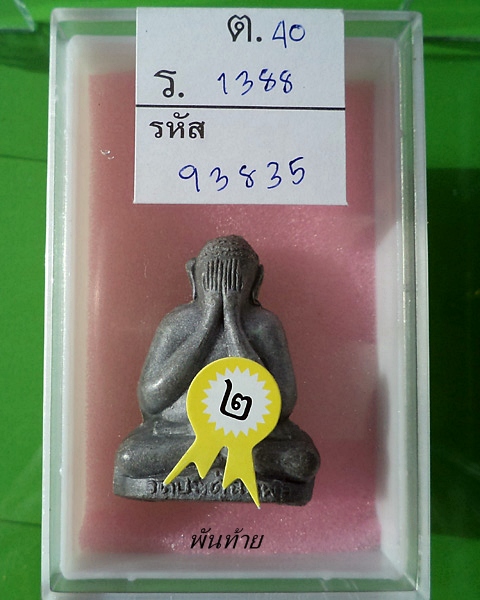 ต. 40
ร. 1388
รหัส
93835
๒
พันท้าย